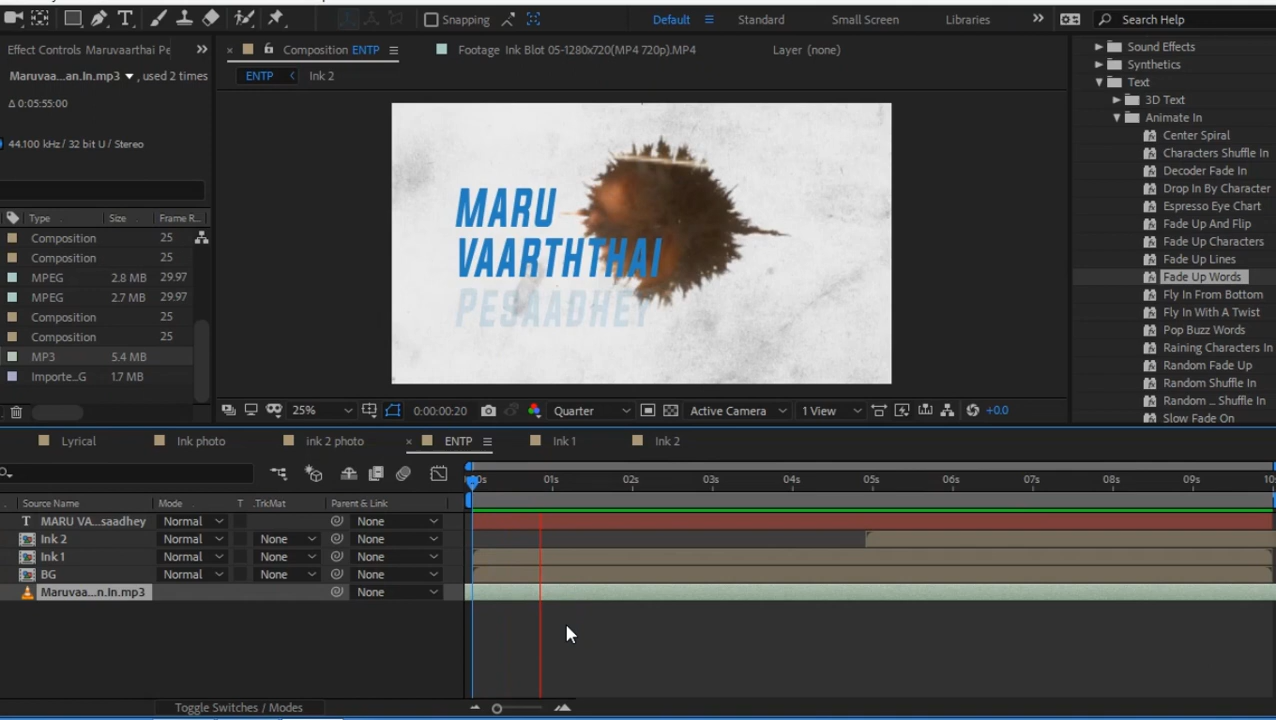 Snapping
Default
Standard
Small Screen
Libraries
Search Help
Effect Controls Maruvaarthai Pe
Composition ENTP
Footage Ink Blot 05-1280x720(MP4 720p).MP4
Layer (none)
Sound Effects
Maruvaa...an.In.mp3 , used 2 times
ENTP
Ink 2
Synthetics
Text
Δ 0:05:55:00
3D Text
Animate In
44.100 kHz / 32 bit U / Stereo
Center Spiral
Characters Shuffle In
Decoder Fade In
Drop In By Character
Espresso Eye Chart
Type Size Frame R...
Fade Up And Flip
Composition 25
Fade Up Characters
Composition 25
Fade Up Lines
MPEG 2.8 MB 29.97
Fade Up Words
MPEG 2.7 MB 29.97
Fly In From Bottom
Composition 25
Fly In With A Twist
Composition 25
Pop Buzz Words
MP3 5.4 MB
Raining Characters In
Importe...G 1.7 MB
Random Fade Up
Random Shuffle In
Random ... Shuffle In
Slow Fade On
MARU
VAARTHTHAI
PESAADHEY
25%
0:00:00:20
Quarter
Active Camera
1 View
+0.0
Lyrical
Ink photo
ink 2 photo
ENTP
Ink 1
Ink 2
01s 02s 03s 04s 05s 06s 07s 08s 09s
Source Name Mode T .TrkMat Parent & Link
T MARU VA...saadhey Normal None
Ink 2 Normal None None
Ink 1 Normal None None
BG Normal None None
Maruvaa...n.In.mp3 None
Toggle Switches / Modes